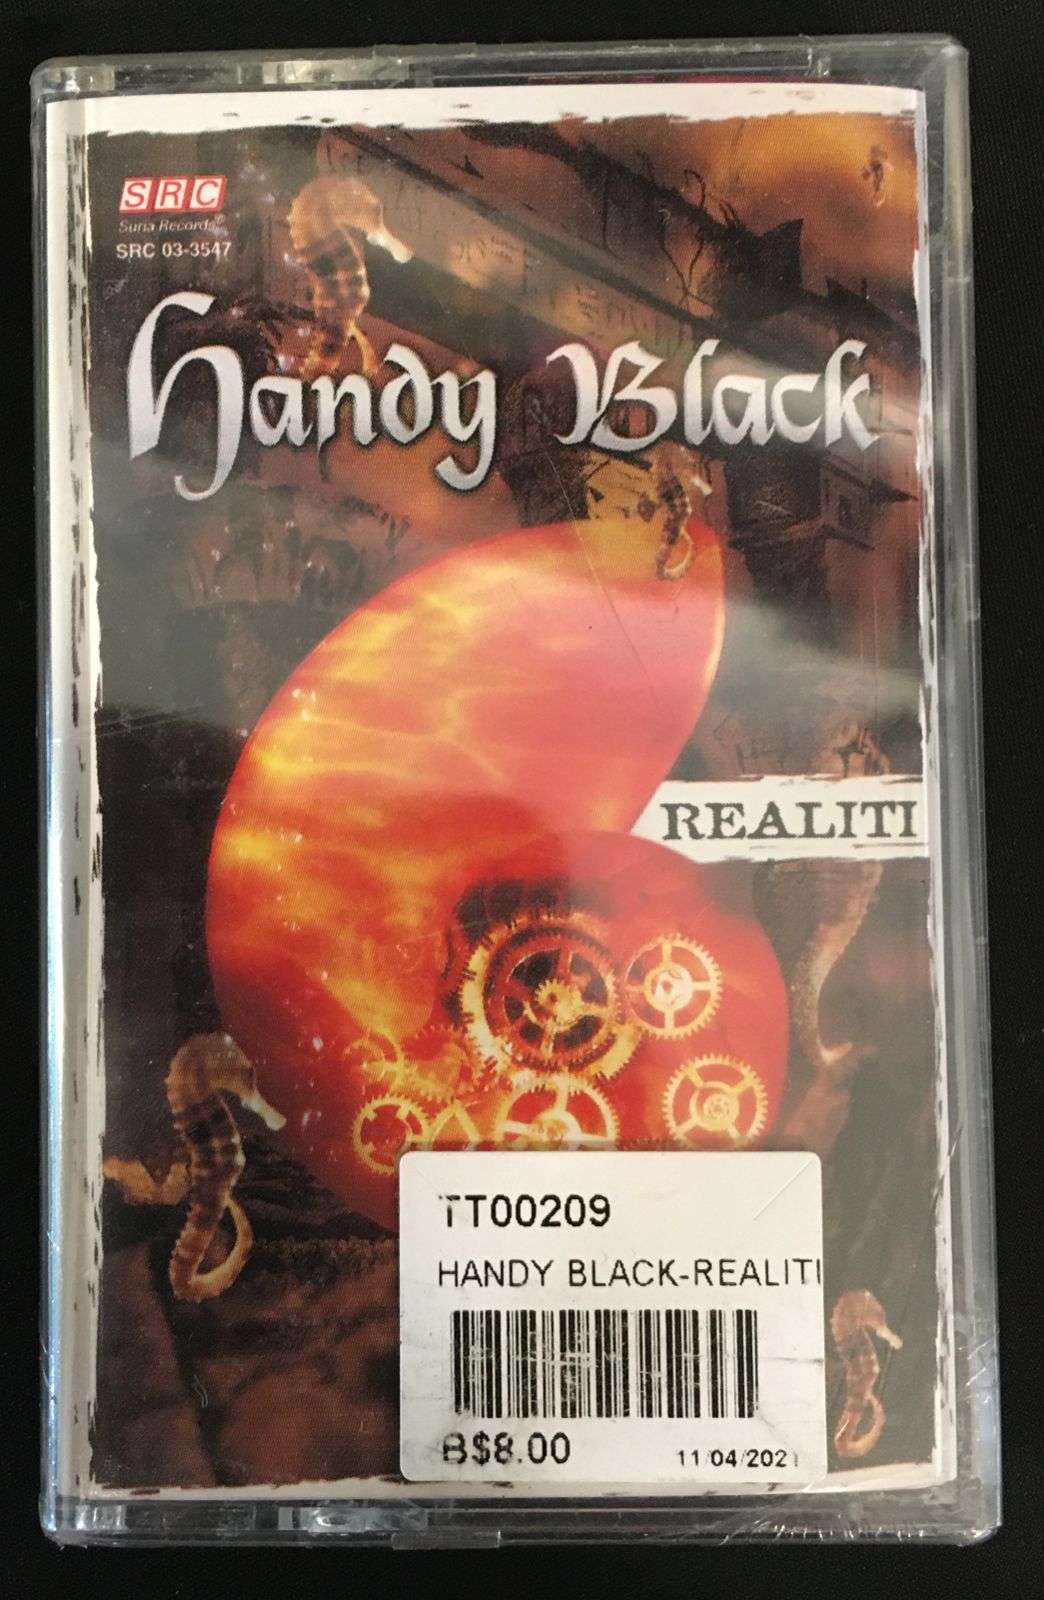 SRC
Suria Records®
SRC 03-3547
Handy Black
REALITI
TT00209
HANDY BLACK-REALITI
B$8.00
11/04/2021